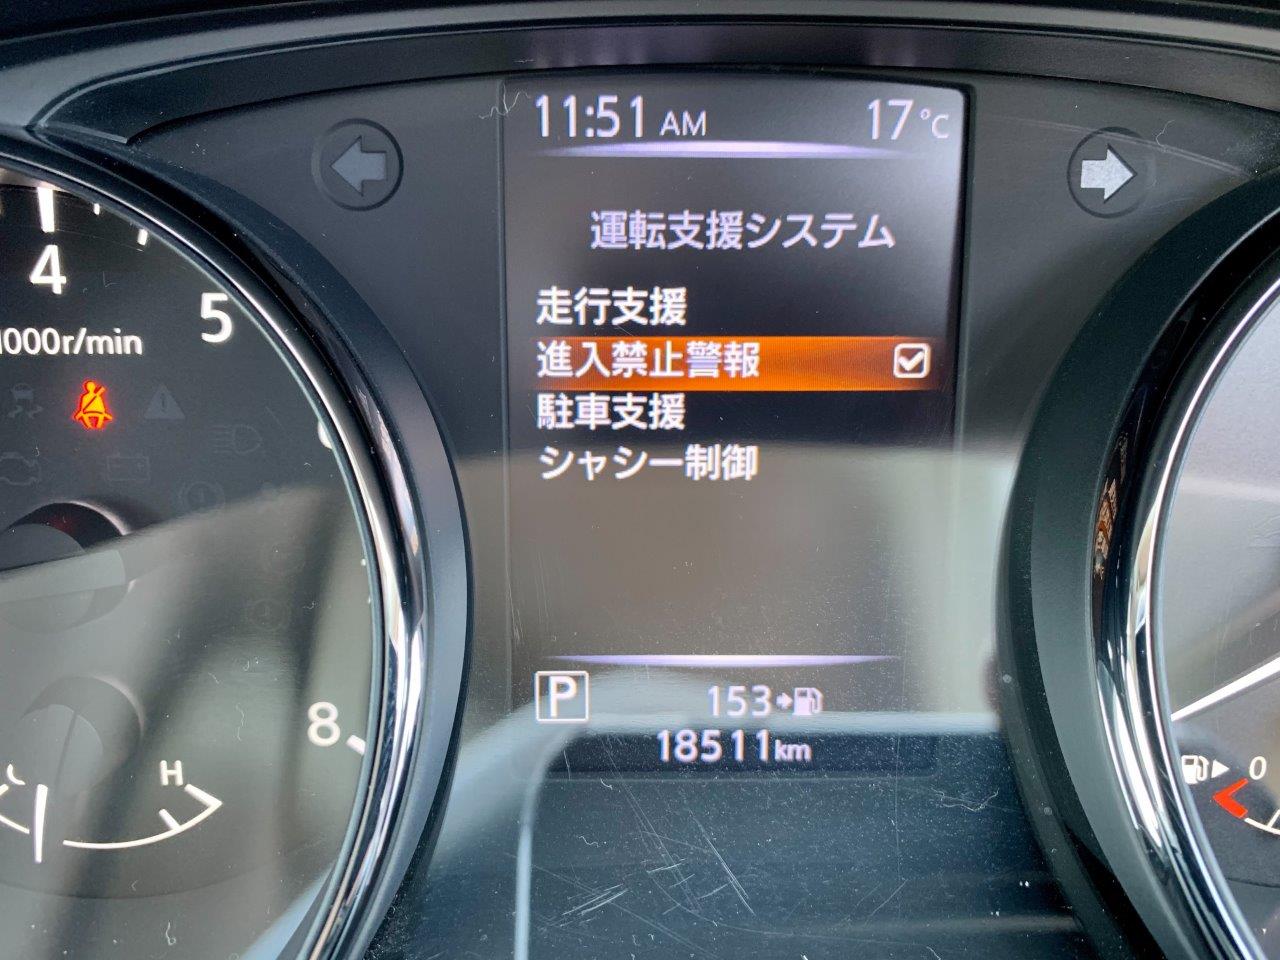 11:51 AM 17℃
運転支援システム
走行支援
進入禁止警報
駐車支援
シャシー制御
P 153
18511km
4
5
000r/min
8
H
0